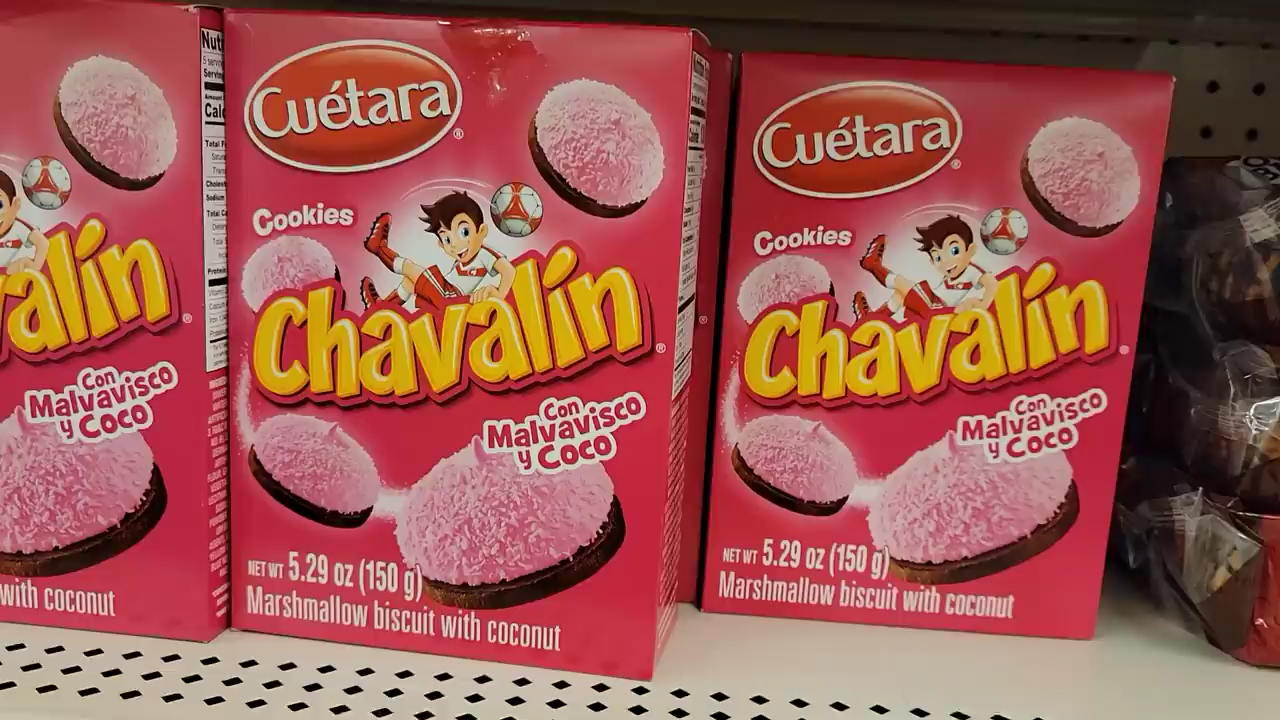 valín
®
Con
Malvavisco
y Coco
with coconut
Cuétara
®
Cookies
Chavalín
®
Con
Malvavisco
y Coco
NET WT 5.29 oz (150 g)
Marshmallow biscuit with coconut
Cuétara
®
Cookies
Chavalín
®
Con
Malvavisco
y Coco
NET WT 5.29 oz (150 g)
Marshmallow biscuit with coconut